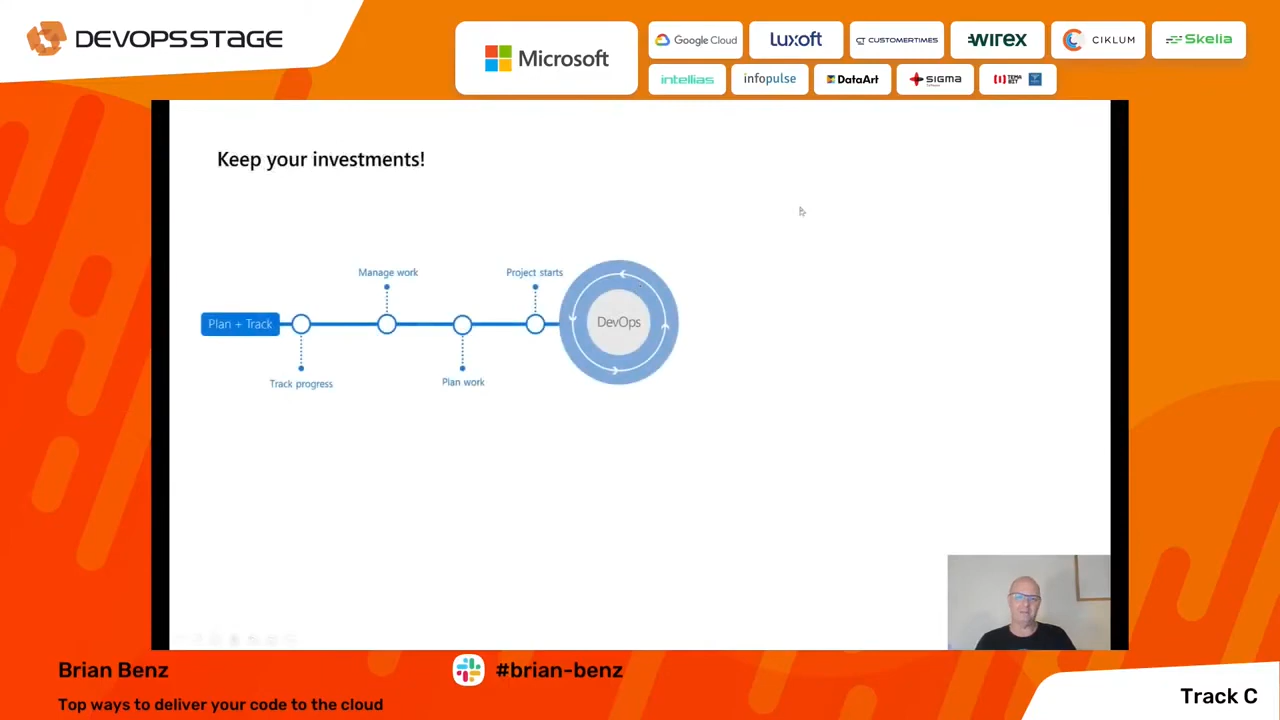 DEVOPSSTAGE
Microsoft
Google Cloud
Luxoft
CUSTOMERTIMES
WIREX
CIKLUM
Skelia
intellias
infopulse
DataArt
SIGMA
Keep your investments!
Manage work
Project starts
Plan + Track
DevOps
Track progress
Plan work
Brian Benz
#brian-benz
Top ways to deliver your code to the cloud
Track C